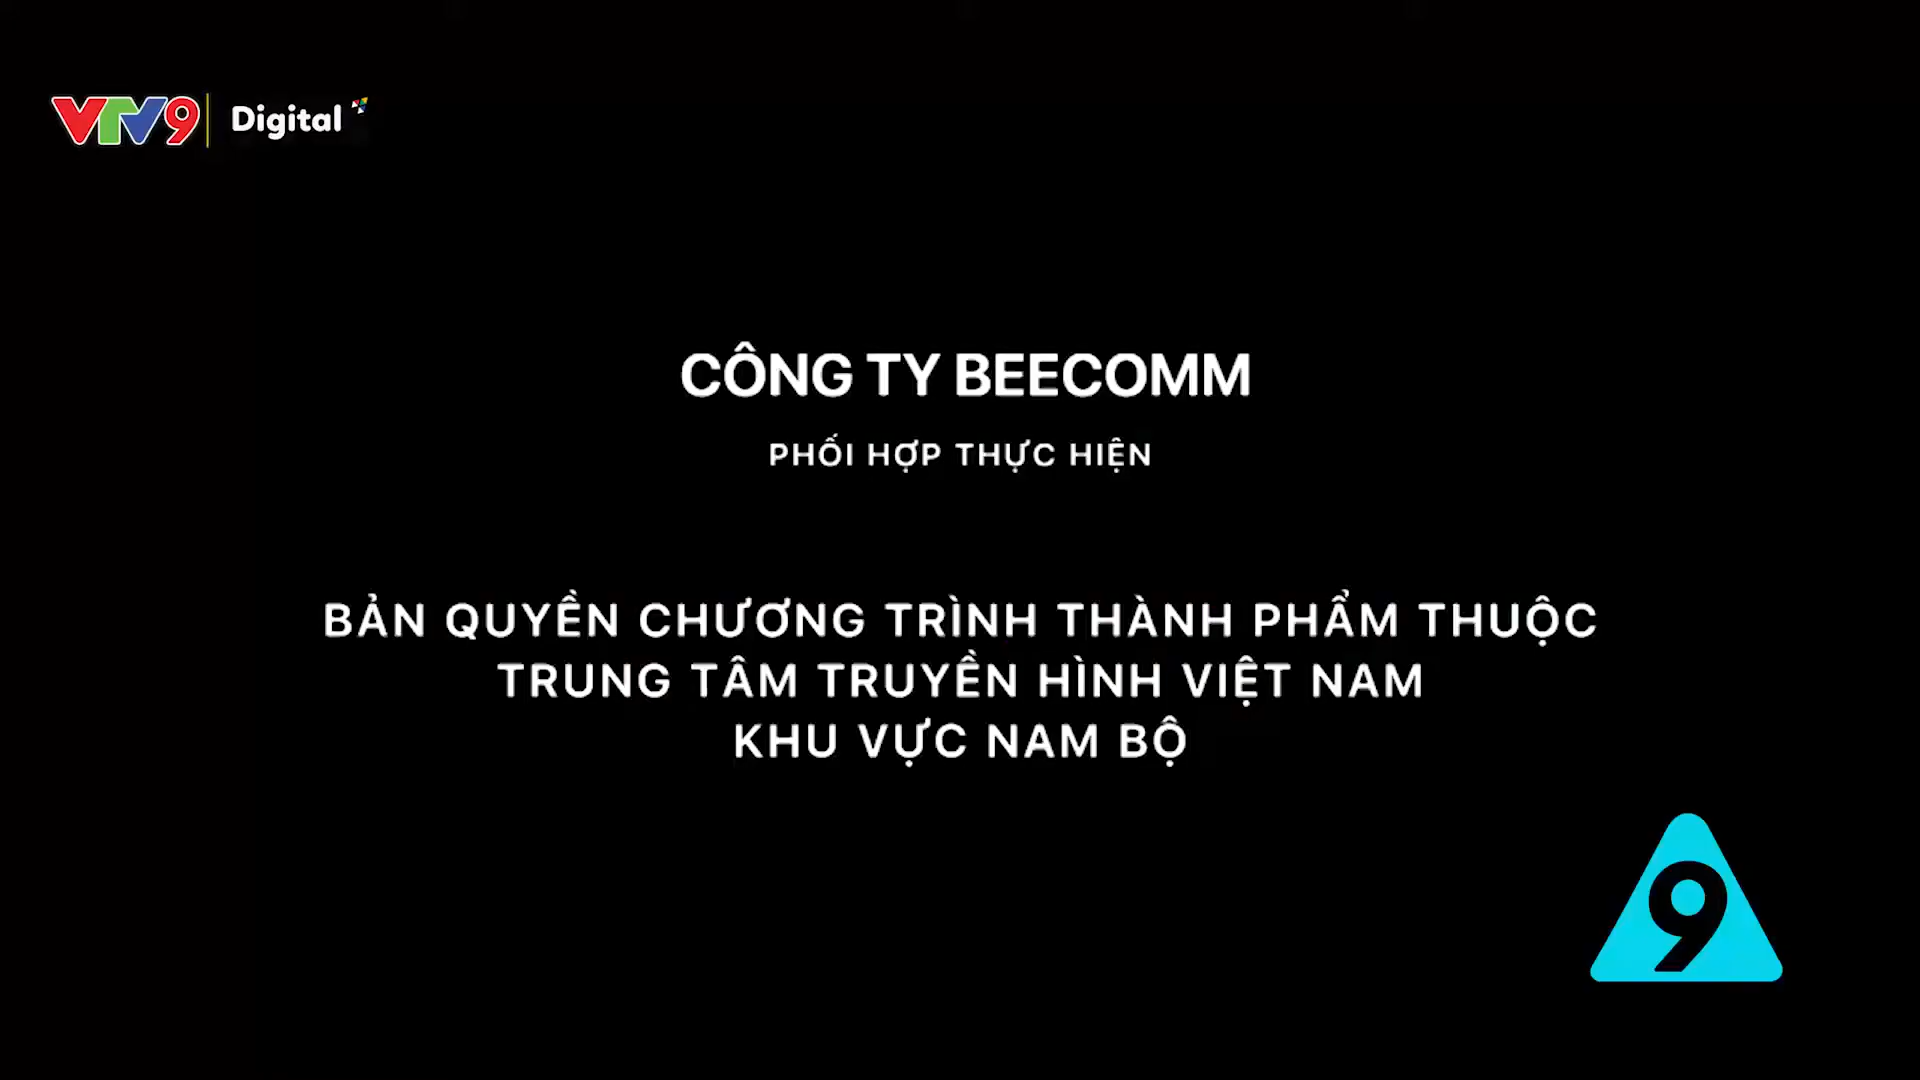 VTV9 Digital
CÔNG TY BEECOMM
PHỐI HỢP THỰC HIỆN
BẢN QUYỀN CHƯƠNG TRÌNH THÀNH PHẨM THUỘC
TRUNG TÂM TRUYỀN HÌNH VIỆT NAM
KHU VỰC NAM BỘ
9